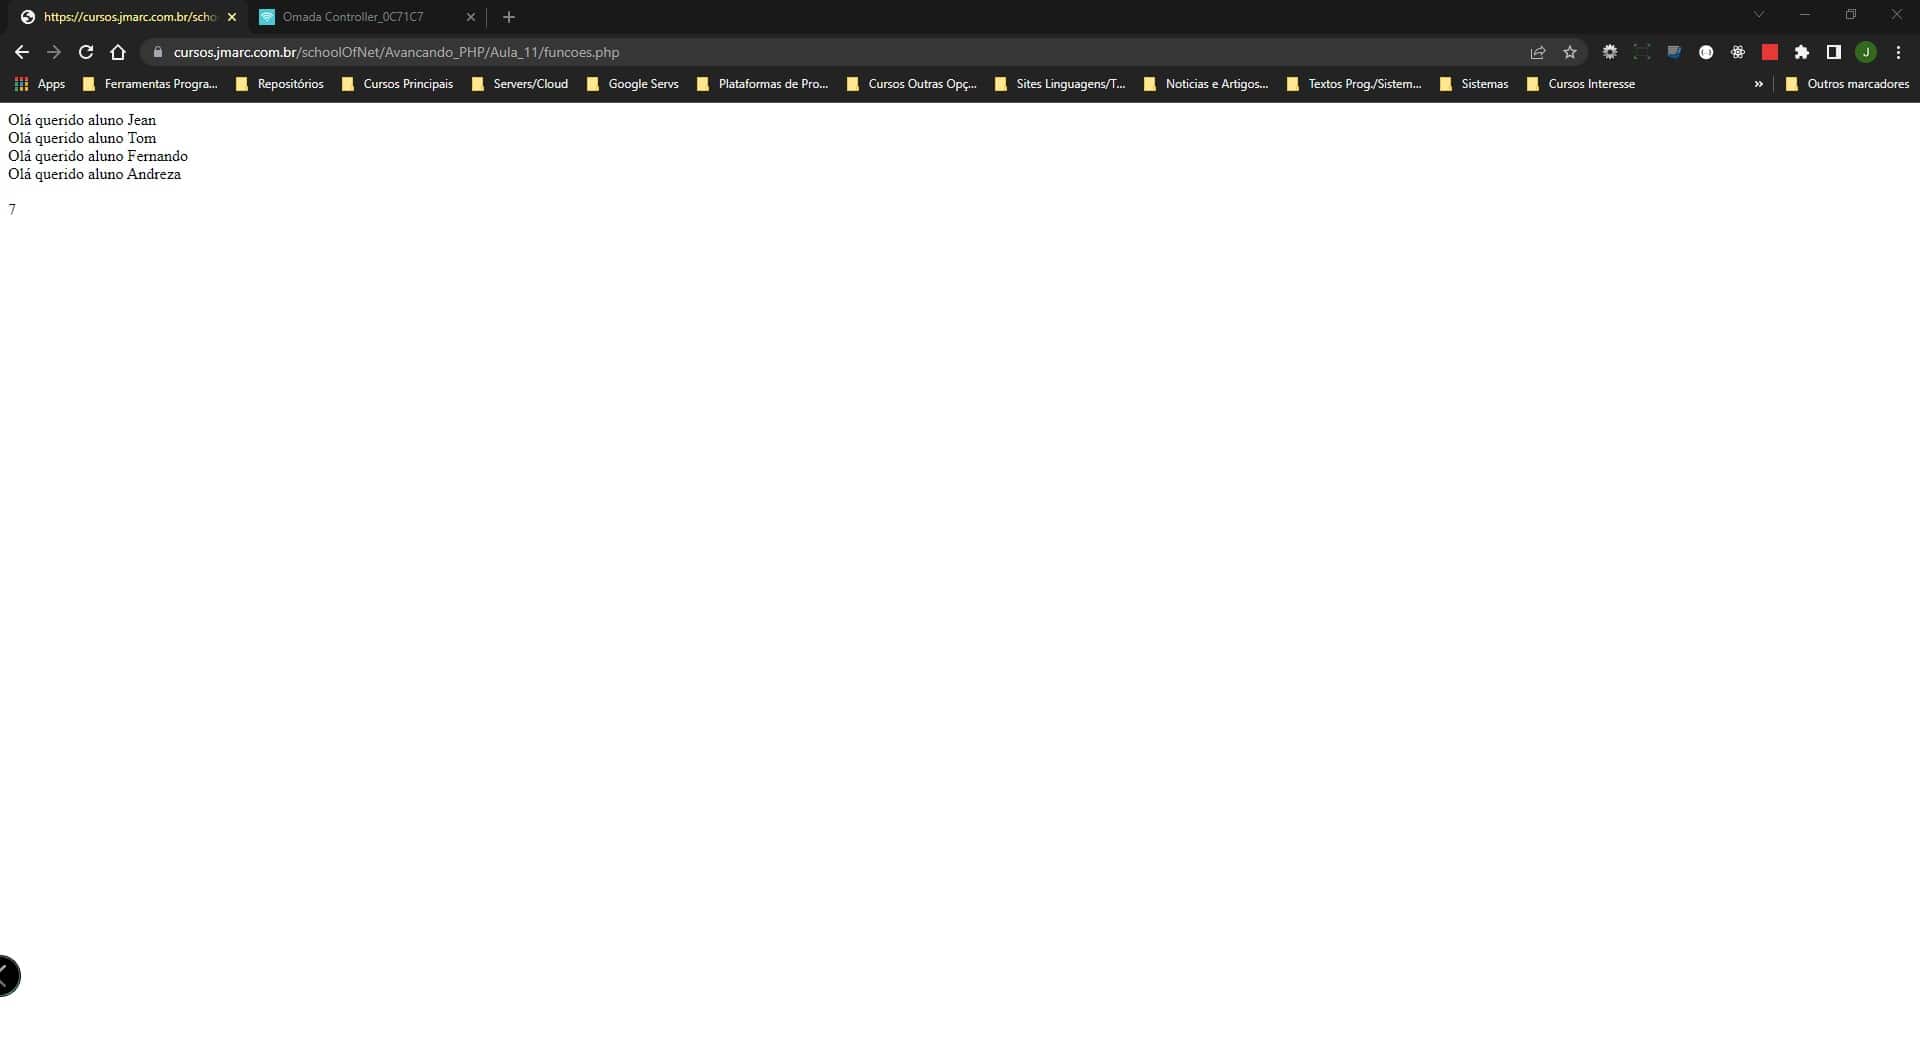 https://cursos.jmarc.com.br/scho
Omada Controller_0C71C7
cursos.jmarc.com.br/schoolOfNet/Avancando_PHP/Aula_11/funcoes.php
J
Apps
Ferramentas Progra...
Repositórios
Cursos Principais
Servers/Cloud
Google Servs
Plataformas de Pro...
Cursos Outras Opç...
Sites Linguagens/T...
Noticias e Artigos...
Textos Prog./Sistem...
Sistemas
Cursos Interesse
»
Outros marcadores
Olá querido aluno Jean
Olá querido aluno Tom
Olá querido aluno Fernando
Olá querido aluno Andreza
7